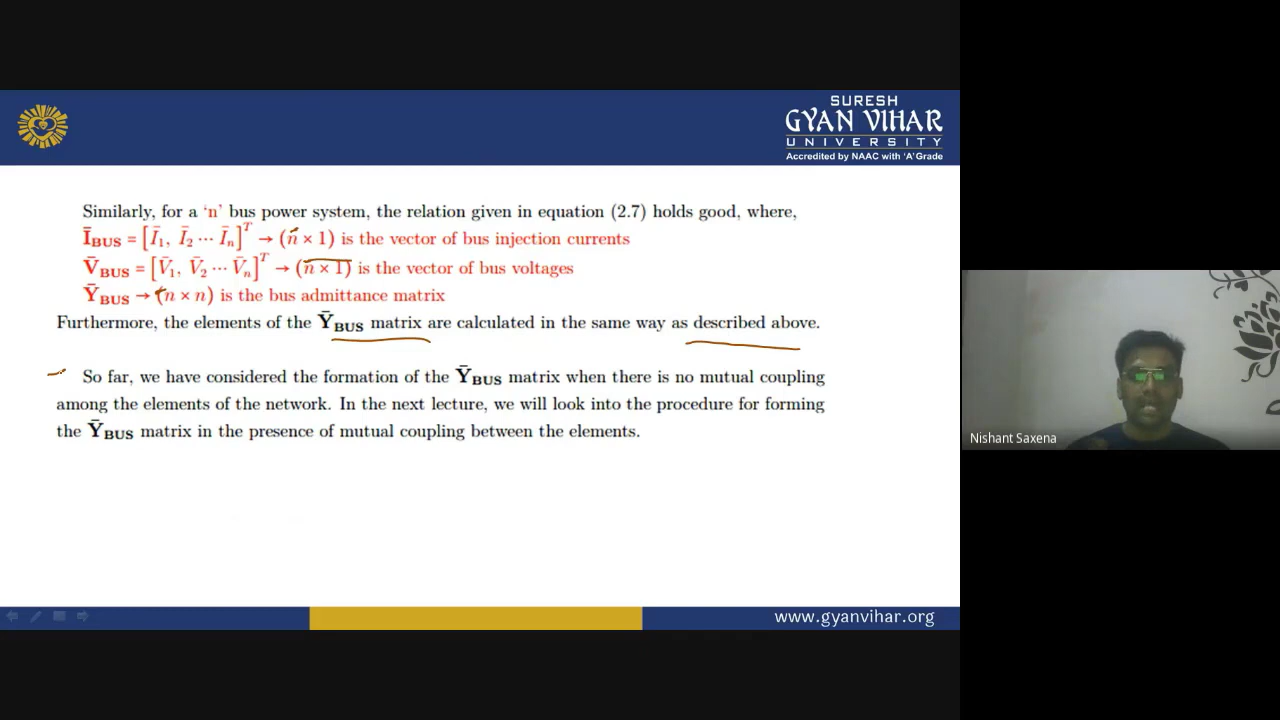 SURESH
GYAN VIHAR
UNIVERSITY
Accredited by NAAC with 'A' Grade
Similarly, for a 'n' bus power system, the relation given in equation (2.7) holds good, where,
Ī_BUS = [Ī₁, Ī₂ ⋯ Īₙ]ᵀ → (n × 1) is the vector of bus injection currents
V̄_BUS = [V̄₁, V̄₂ ⋯ V̄ₙ]ᵀ → (n × 1) is the vector of bus voltages
Ȳ_BUS → (n × n) is the bus admittance matrix
Furthermore, the elements of the Ȳ_BUS matrix are calculated in the same way as described above.
So far, we have considered the formation of the Ȳ_BUS matrix when there is no mutual coupling
among the elements of the network. In the next lecture, we will look into the procedure for forming
the Ȳ_BUS matrix in the presence of mutual coupling between the elements.
Nishant Saxena
www.gyanvihar.org